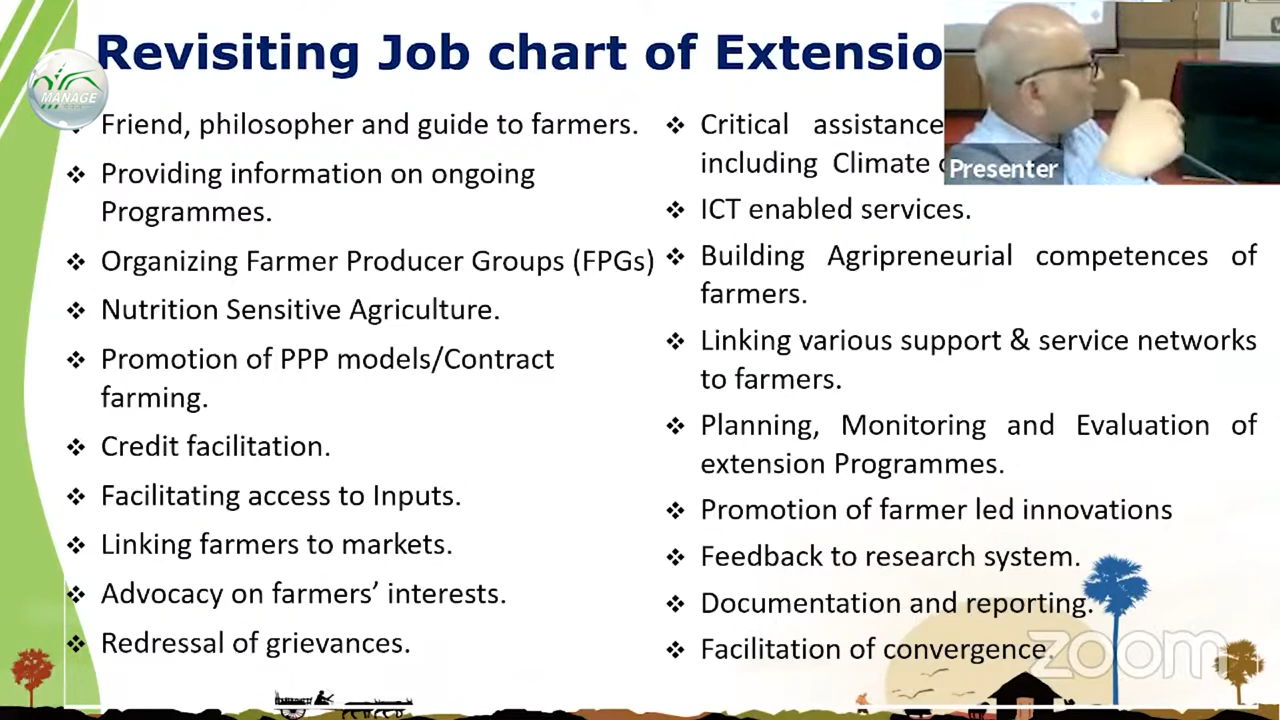 Revisiting Job chart of Extensio
MANAGE
❖ Friend, philosopher and guide to farmers.
❖ Providing information on ongoing
Programmes.
❖ Organizing Farmer Producer Groups (FPGs)
❖ Nutrition Sensitive Agriculture.
❖ Promotion of PPP models/Contract
farming.
❖ Credit facilitation.
❖ Facilitating access to Inputs.
❖ Linking farmers to markets.
❖ Advocacy on farmers’ interests.
❖ Redressal of grievances.
❖ Critical assistance
including Climate
❖ ICT enabled services.
❖ Building Agripreneurial competences of
farmers.
❖ Linking various support & service networks
to farmers.
❖ Planning, Monitoring and Evaluation of
extension Programmes.
❖ Promotion of farmer led innovations
❖ Feedback to research system.
❖ Documentation and reporting.
❖ Facilitation of convergence.
Presenter
zoom